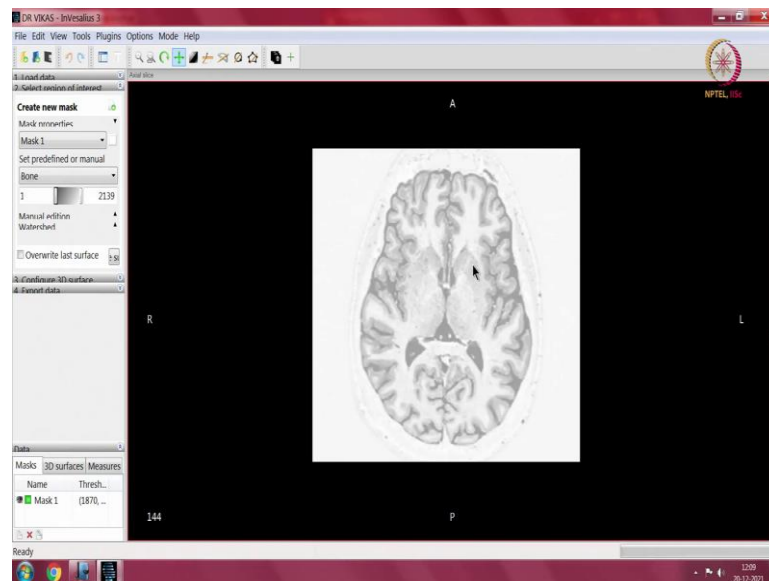 DR VIKAS - InVesalius 3
File Edit View Tools Plugins Options Mode Help
1. Load data
Axial slice
2. Select region of interest
NPTEL, IISc
Create new mask
A
Mask properties
Mask 1
Set predefined or manual
Bone
1 2139
Manual edition
Watershed
Overwrite last surface
3. Configure 3D surface
4. Export data
R
L
Data
Masks 3D surfaces Measures
Name Thresh...
Mask 1 (1870, ...
144
P
Ready
1209
20-12-2021